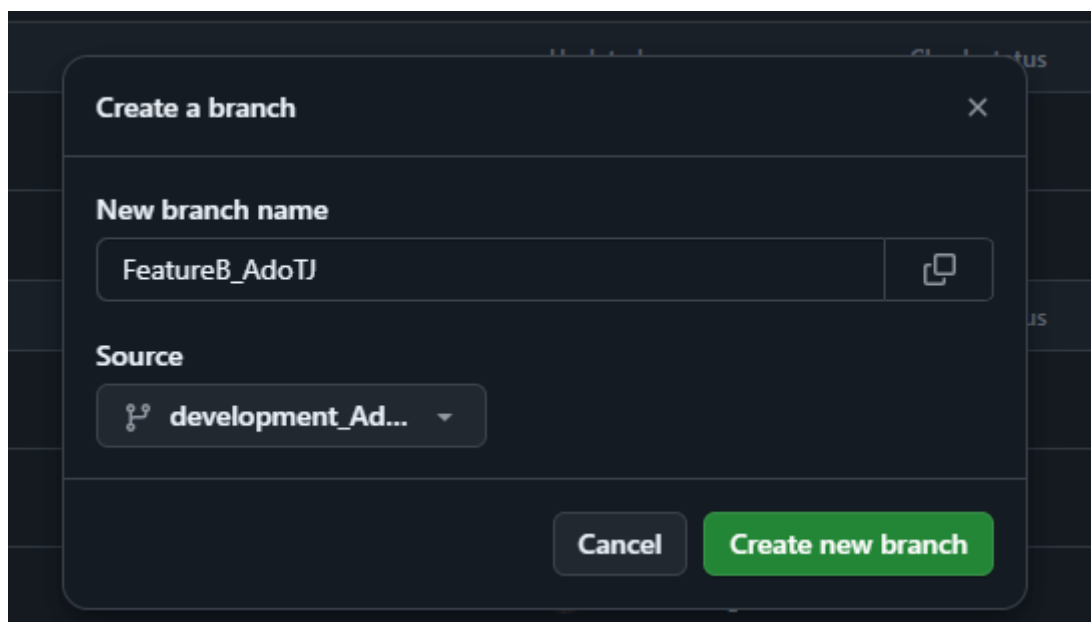 Create a branch
New branch name
FeatureB_AdoTJ
Source
development_Ad...
Cancel
Create new branch